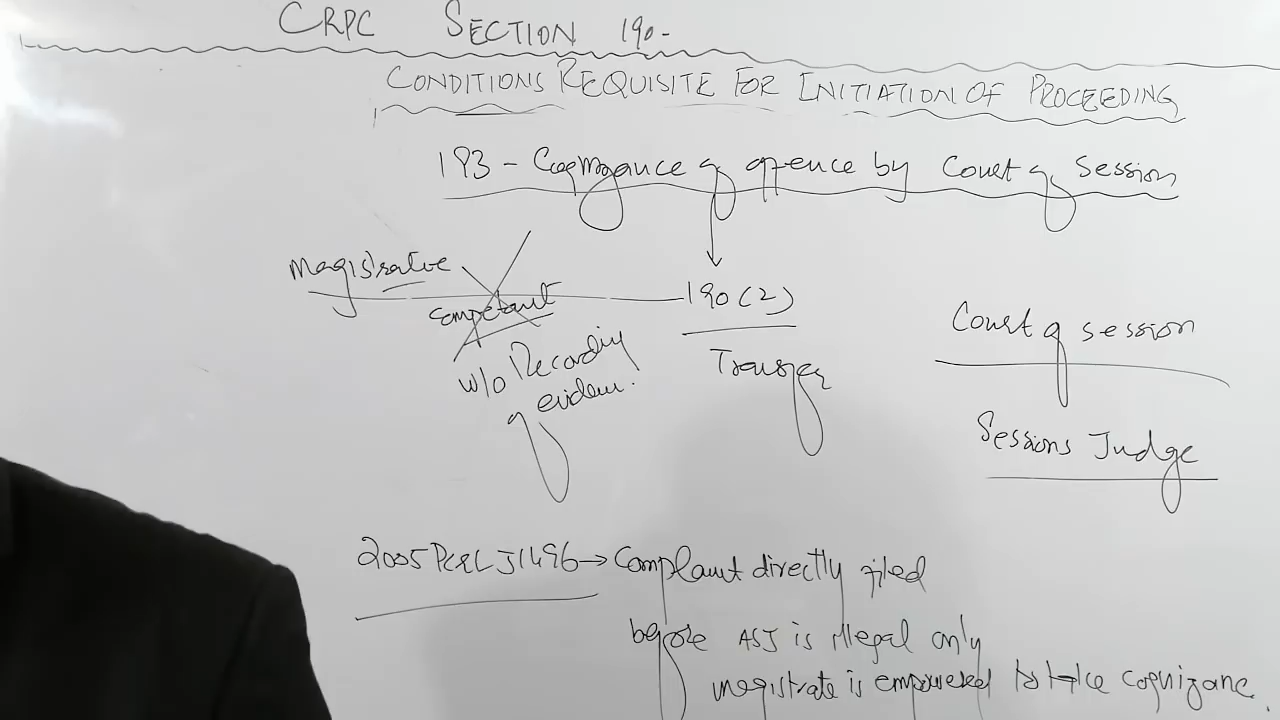 CRPC SECTION 190-
CONDITIONS REQUISITE FOR INITIATION OF PROCEEDING
193 - Cognizance of offence by Court of Session
Magistrate
competent
190(2)
w/o Recording
of eviden.
Transfer
Court of session
Sessions Judge
2005 PCRLJ 1496 → Complaint directly filed
before ASJ is illegal only
magistrate is empowered to take cognizance.